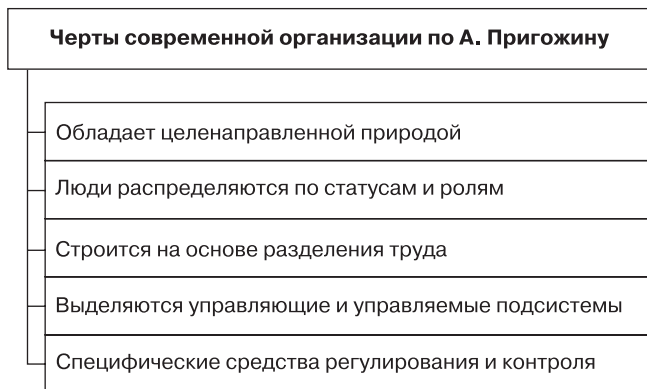 Черты современной организации по А. Пригожину
Обладает целенаправленной природой
Люди распределяются по статусам и ролям
Строится на основе разделения труда
Выделяются управляющие и управляемые подсистемы
Специфические средства регулирования и контроля